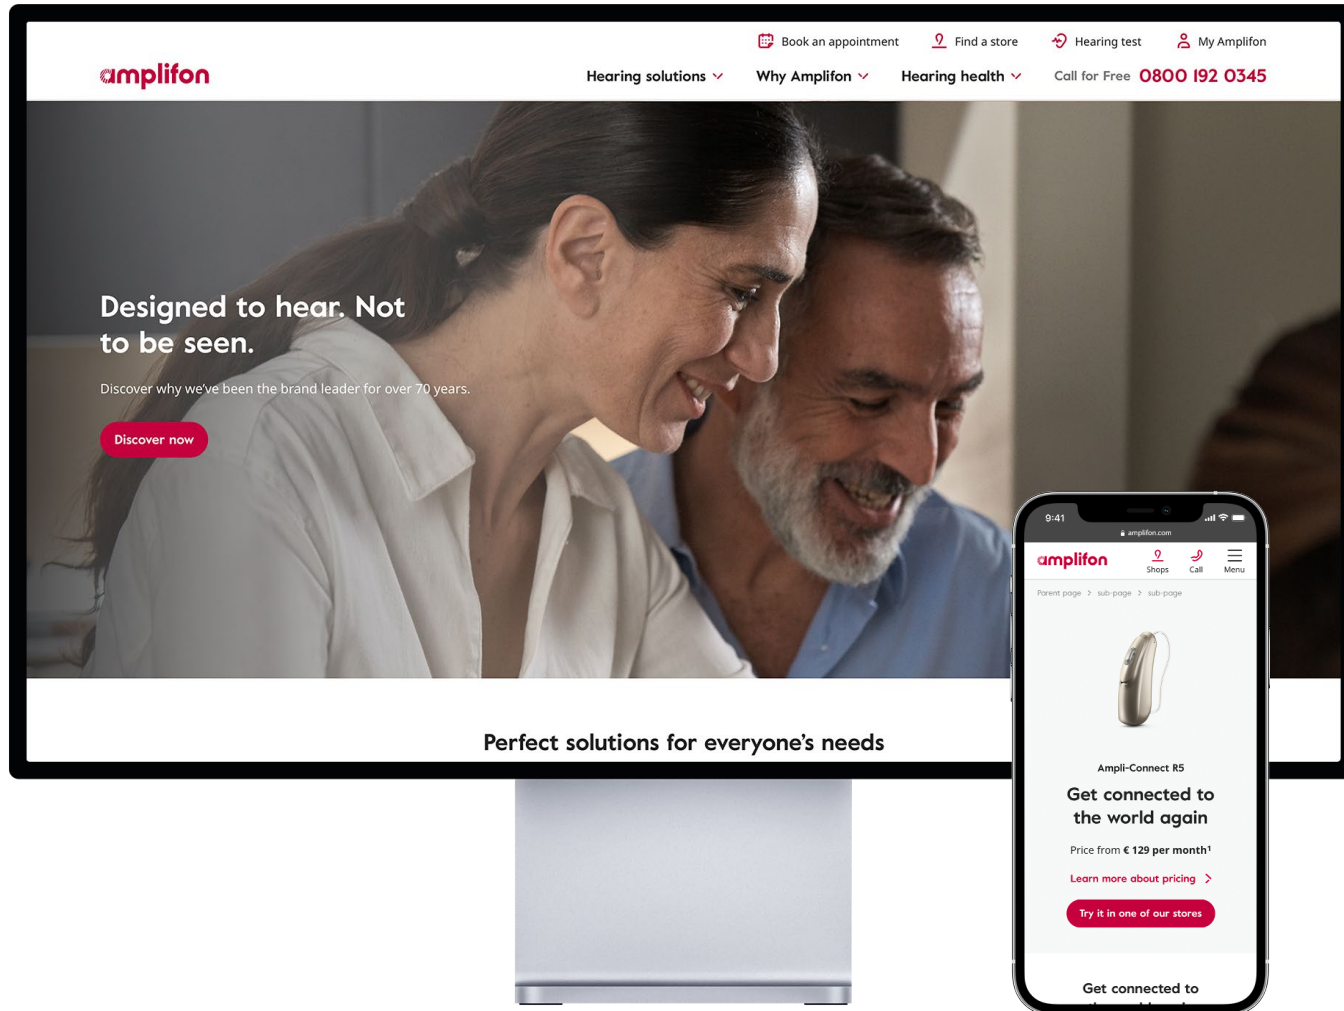 Book an appointment
Find a store
Hearing test
My Amplifon
amplifon
Hearing solutions
Why Amplifon
Hearing health
Call for Free 0800 192 0345
Designed to hear. Not
to be seen.
Discover why we've been the brand leader for over 70 years.
Discover now
Perfect solutions for everyone's needs
9:41
amplifon.com
amplifon
Shops
Call
Menu
Parent page > sub-page > sub-page
Ampli-Connect R5
Get connected to
the world again
Price from € 129 per month¹
Learn more about pricing >
Try it in one of our stores
Get connected to